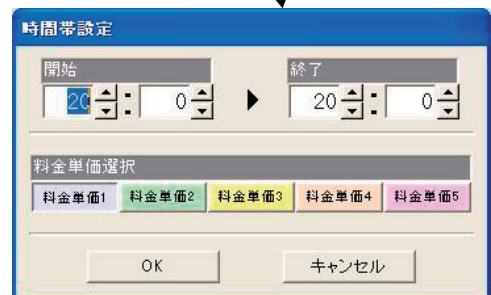 時間帯設定
開始 終了
20 : 0 ▶ 20 : 0
料金単価選択
料金単価1 料金単価2 料金単価3 料金単価4 料金単価5
OK キャンセル